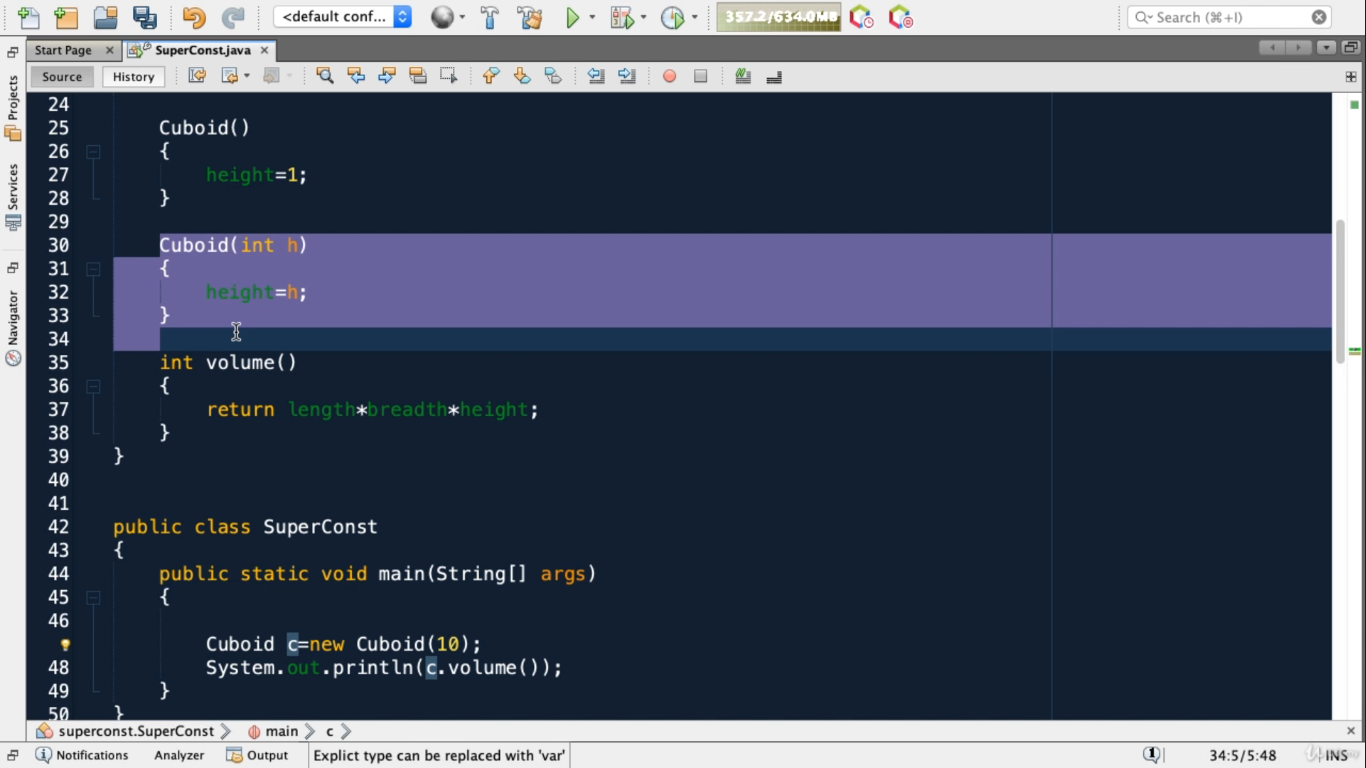 <default conf...
357.2/634.0MB
Search (⌘+I)
Start Page
SuperConst.java
Source
History
Projects
Services
Navigator
24
25 Cuboid()
26 {
27 height=1;
28 }
29
30 Cuboid(int h)
31 {
32 height=h;
33 }
34
35 int volume()
36 {
37 return length*breadth*height;
38 }
39 }
40
41
42 public class SuperConst
43 {
44 public static void main(String[] args)
45 {
46
Cuboid c=new Cuboid(10);
48 System.out.println(c.volume());
49 }
50 }
superconst.SuperConst
main
c
Notifications
Analyzer
Output
Explict type can be replaced with 'var'
1
34:5/5:48
INS